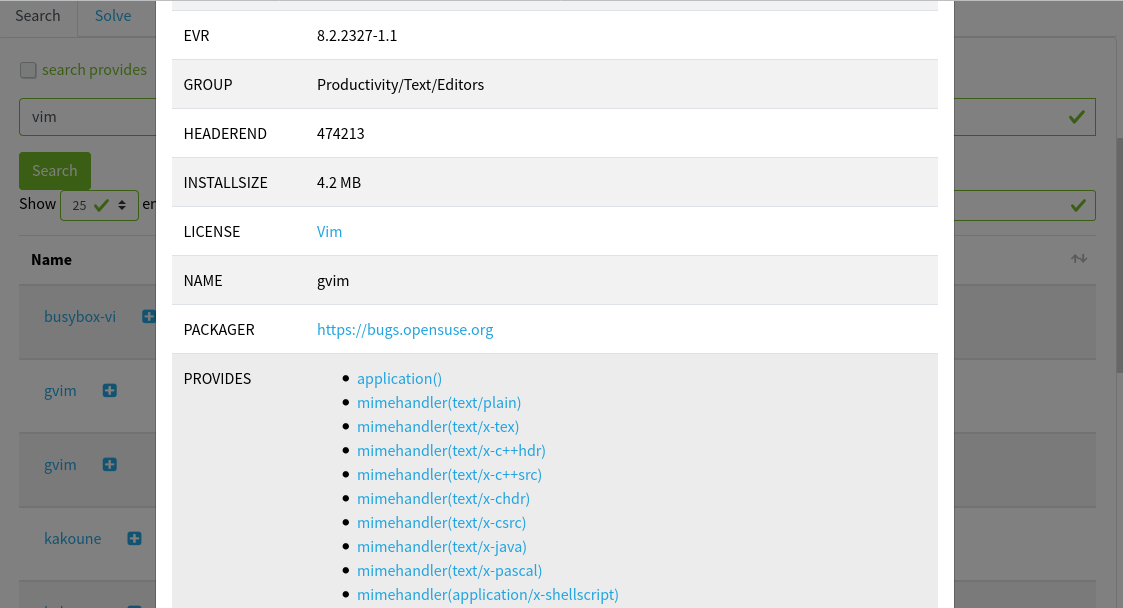 Search Solve
search provides
vim
Search
Show 25 en
Name
busybox-vi
gvim
gvim
kakoune
EVR 8.2.2327-1.1
GROUP Productivity/Text/Editors
HEADEREND 474213
INSTALLSIZE 4.2 MB
LICENSE Vim
NAME gvim
PACKAGER https://bugs.opensuse.org
PROVIDES
application()
mimehandler(text/plain)
mimehandler(text/x-tex)
mimehandler(text/x-c++hdr)
mimehandler(text/x-c++src)
mimehandler(text/x-chdr)
mimehandler(text/x-csrc)
mimehandler(text/x-java)
mimehandler(text/x-pascal)
mimehandler(application/x-shellscript)